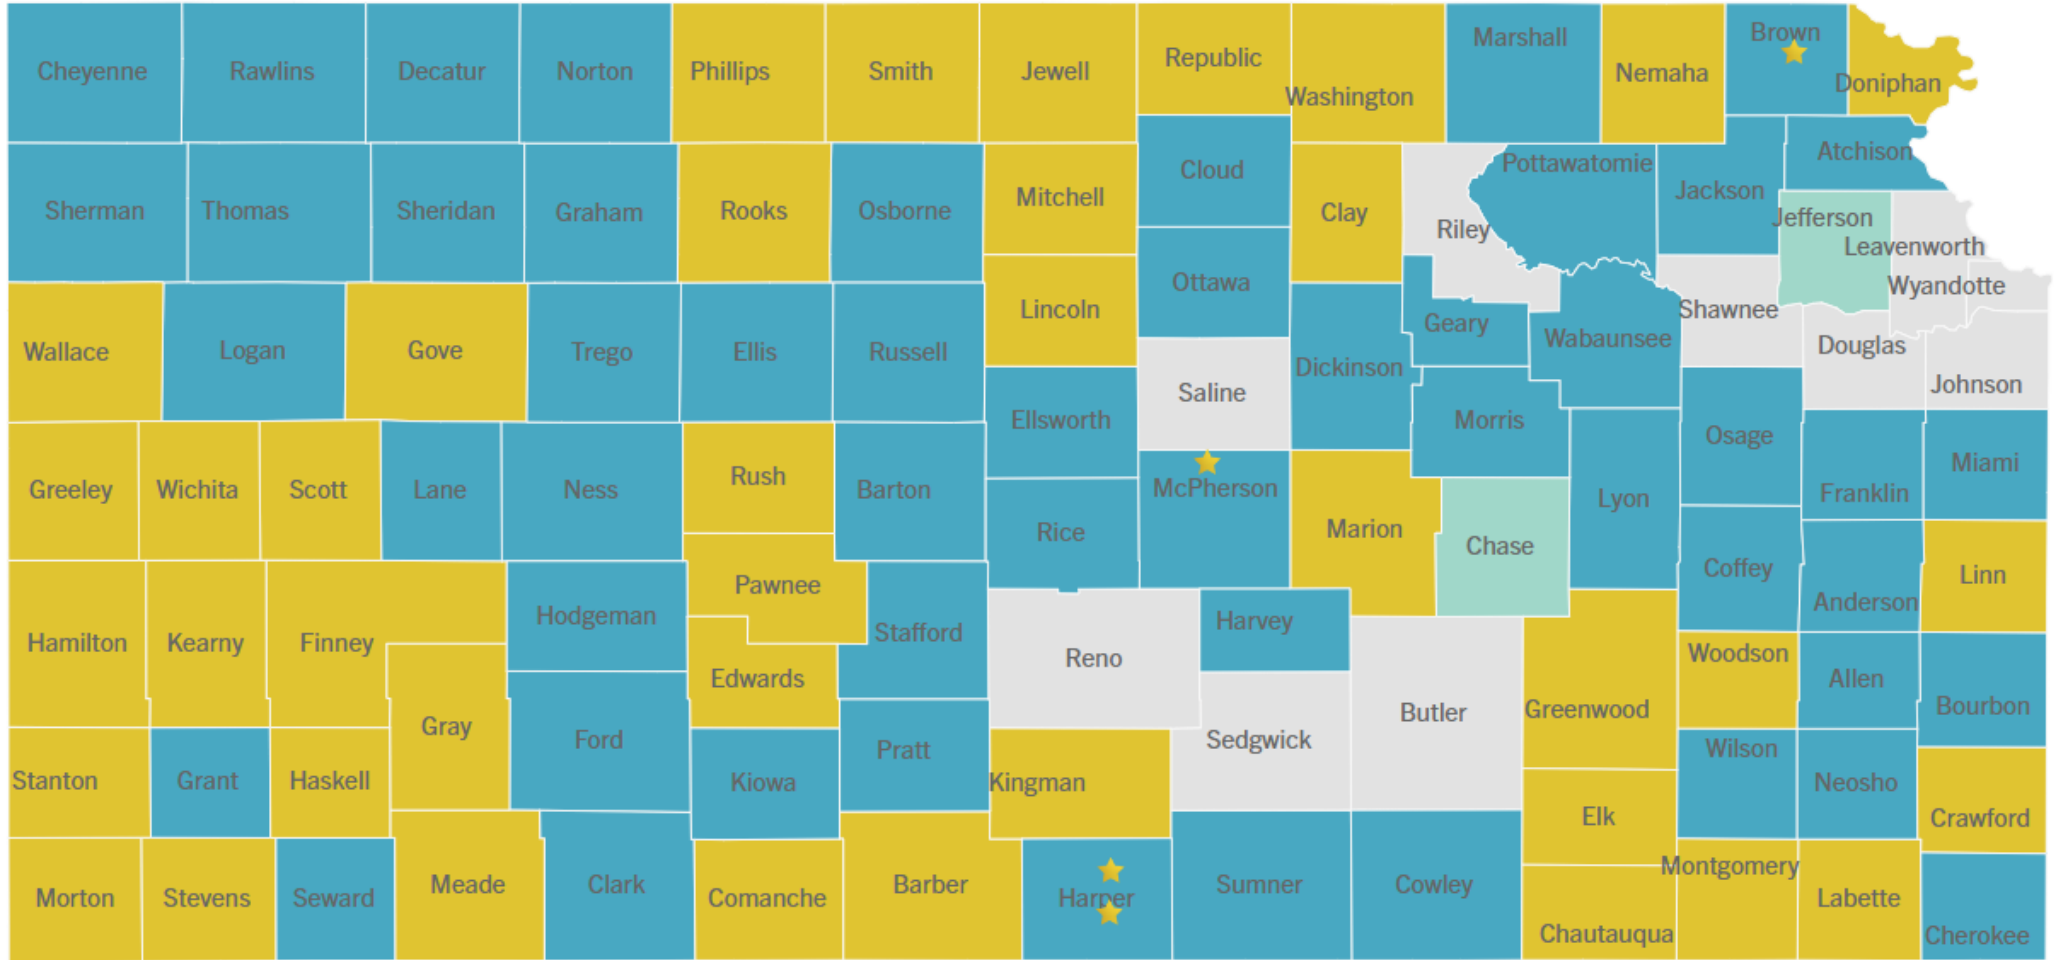 Cheyenne
Rawlins
Decatur
Norton
Phillips
Smith
Jewell
Republic
Washington
Marshall
Nemaha
Brown
Doniphan
Sherman
Thomas
Sheridan
Graham
Rooks
Osborne
Mitchell
Cloud
Clay
Riley
Pottawatomie
Jackson
Atchison
Jefferson
Leavenworth
Wyandotte
Wallace
Logan
Gove
Trego
Ellis
Russell
Lincoln
Ottawa
Saline
Dickinson
Geary
Wabaunsee
Shawnee
Douglas
Johnson
Greeley
Wichita
Scott
Lane
Ness
Rush
Barton
Ellsworth
Rice
McPherson
Marion
Morris
Chase
Lyon
Osage
Franklin
Miami
Coffey
Anderson
Linn
Hamilton
Kearny
Finney
Hodgeman
Pawnee
Edwards
Stafford
Reno
Harvey
Sedgwick
Butler
Greenwood
Woodson
Allen
Bourbon
Gray
Ford
Kiowa
Pratt
Kingman
Elk
Wilson
Neosho
Crawford
Stanton
Grant
Haskell
Morton
Stevens
Seward
Meade
Clark
Comanche
Barber
Harper
Sumner
Cowley
Chautauqua
Montgomery
Labette
Cherokee